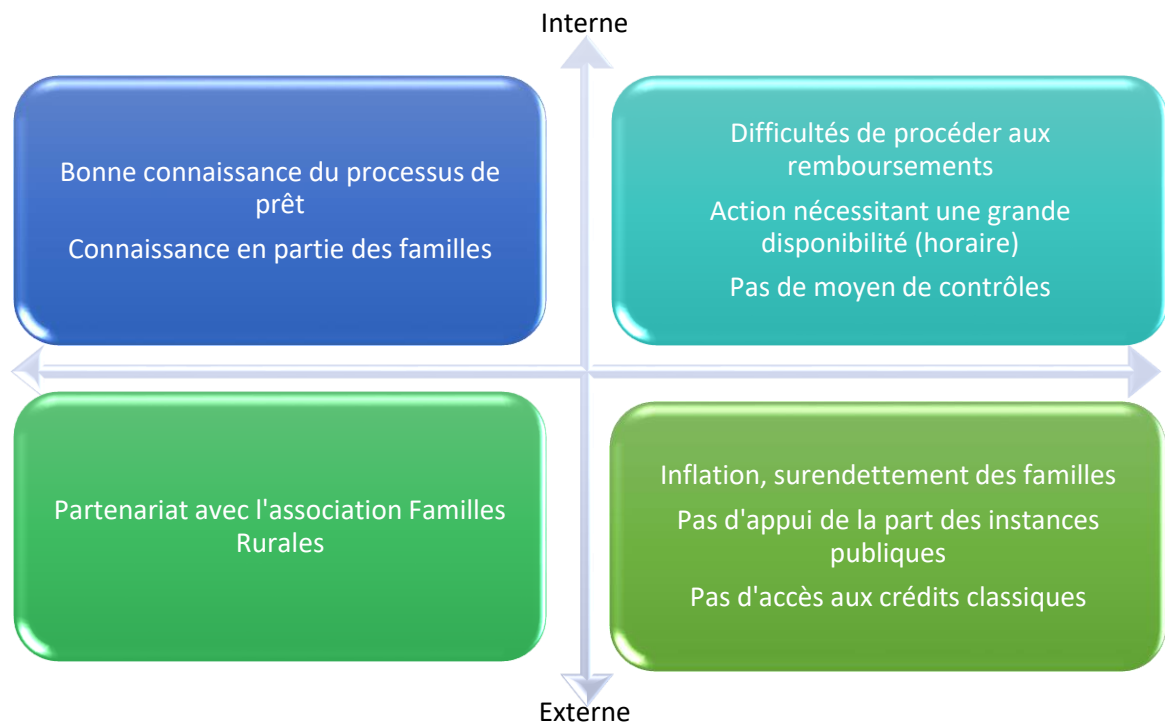 Interne
Bonne connaissance du processus de
prêt
Connaissance en partie des familles
Difficultés de procéder aux
remboursements
Action nécessitant une grande
disponibilité (horaire)
Pas de moyen de contrôles
Partenariat avec l'association Familles
Rurales
Inflation, surendettement des familles
Pas d'appui de la part des instances
publiques
Pas d'accès aux crédits classiques
Externe